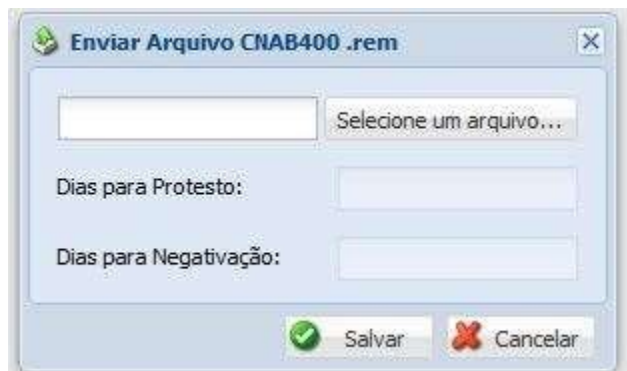 Enviar Arquivo CNAB400 .rem
Selecione um arquivo...
Dias para Protesto:
Dias para Negativação:
Salvar Cancelar